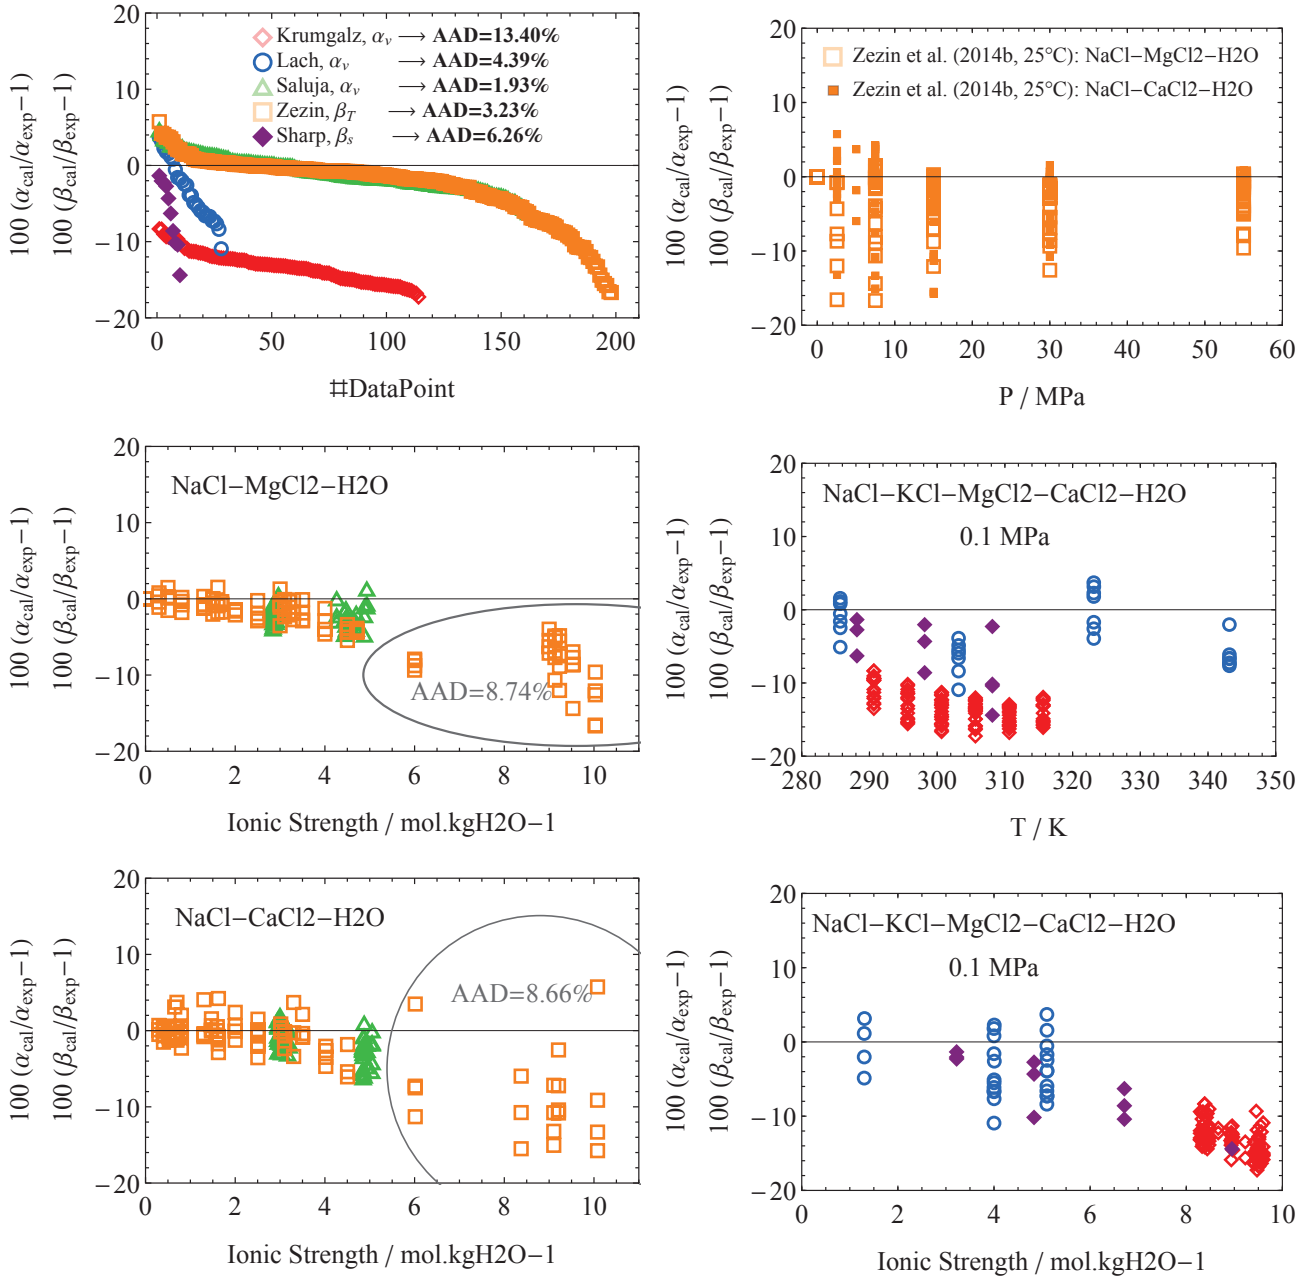 100 (αcal/αexp−1)
100 (βcal/βexp−1)
20
10
0
−10
−20
Krumgalz, αv → AAD=13.40%
Lach, αv → AAD=4.39%
Saluja, αv → AAD=1.93%
Zezin, βT → AAD=3.23%
Sharp, βs → AAD=6.26%
0 50 100 150 200
#DataPoint
100 (αcal/αexp−1)
100 (βcal/βexp−1)
20
10
0
−10
−20
Zezin et al. (2014b, 25°C): NaCl−MgCl2−H2O
Zezin et al. (2014b, 25°C): NaCl−CaCl2−H2O
0 10 20 30 40 50 60
P / MPa
100 (αcal/αexp−1)
100 (βcal/βexp−1)
20
10
0
−10
−20
NaCl−MgCl2−H2O
AAD=8.74%
0 2 4 6 8 10
Ionic Strength / mol.kgH2O−1
100 (αcal/αexp−1)
100 (βcal/βexp−1)
20
10
0
−10
−20
NaCl−KCl−MgCl2−CaCl2−H2O
0.1 MPa
280 290 300 310 320 330 340 350
T / K
100 (αcal/αexp−1)
100 (βcal/βexp−1)
20
10
0
−10
−20
NaCl−CaCl2−H2O
AAD=8.66%
0 2 4 6 8 10
Ionic Strength / mol.kgH2O−1
100 (αcal/αexp−1)
100 (βcal/βexp−1)
20
10
0
−10
−20
NaCl−KCl−MgCl2−CaCl2−H2O
0.1 MPa
0 2 4 6 8 10
Ionic Strength / mol.kgH2O−1